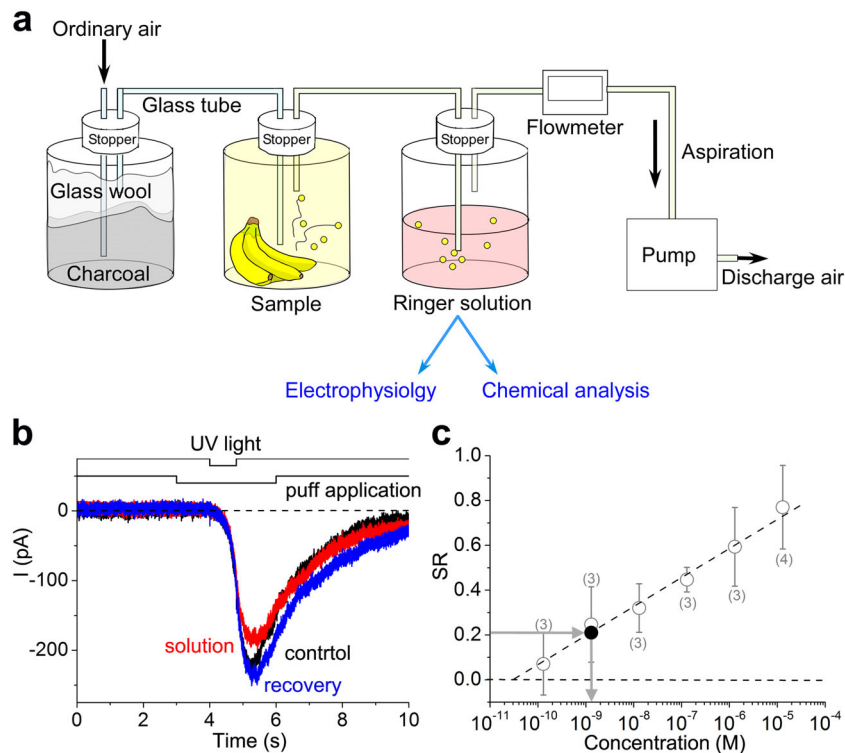 a
Ordinary air
Glass tube
Stopper
Stopper
Stopper
Flowmeter
Aspiration
Glass wool
Charcoal
Sample
Ringer solution
Pump
Discharge air
Electrophysiolgy
Chemical analysis
b
UV light
puff application
0
-100
-200
I (pA)
solution
contrtol
recovery
0 2 4 6 8 10
Time (s)
c
1.0
0.8
0.6
0.4
0.2
0.0
SR
(3)
(3)
(3)
(3)
(3)
(4)
10-11 10-10 10-9 10-8 10-7 10-6 10-5 10-4
Concentration (M)